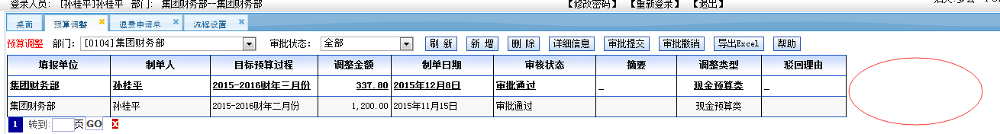 登录人员: [孙桂平]孙桂平 部门: 集团财务部--集团财务部 【修改密码】 【重新登录】 【退出】
桌面 预算调整 退费申请单 流程设置
预算调整 部门: [0104]集团财务部 审批状态: 全部 刷 新 新 增 删 除 详细信息 审批提交 审批撤销 导出Excel 帮助
填报单位 制单人 目标预算过程 调整金额 制单日期 审核状态 摘要 调整类型 驳回理由
集团财务部 孙桂平 2015-2016财年三月份 337.80 2015年12月8日 审批通过 _ 现金预算类 _
集团财务部 孙桂平 2015-2016财年二月份 1,200.00 2015年11月15日 审批通过 现金预算类
1 转到: 页 GO X